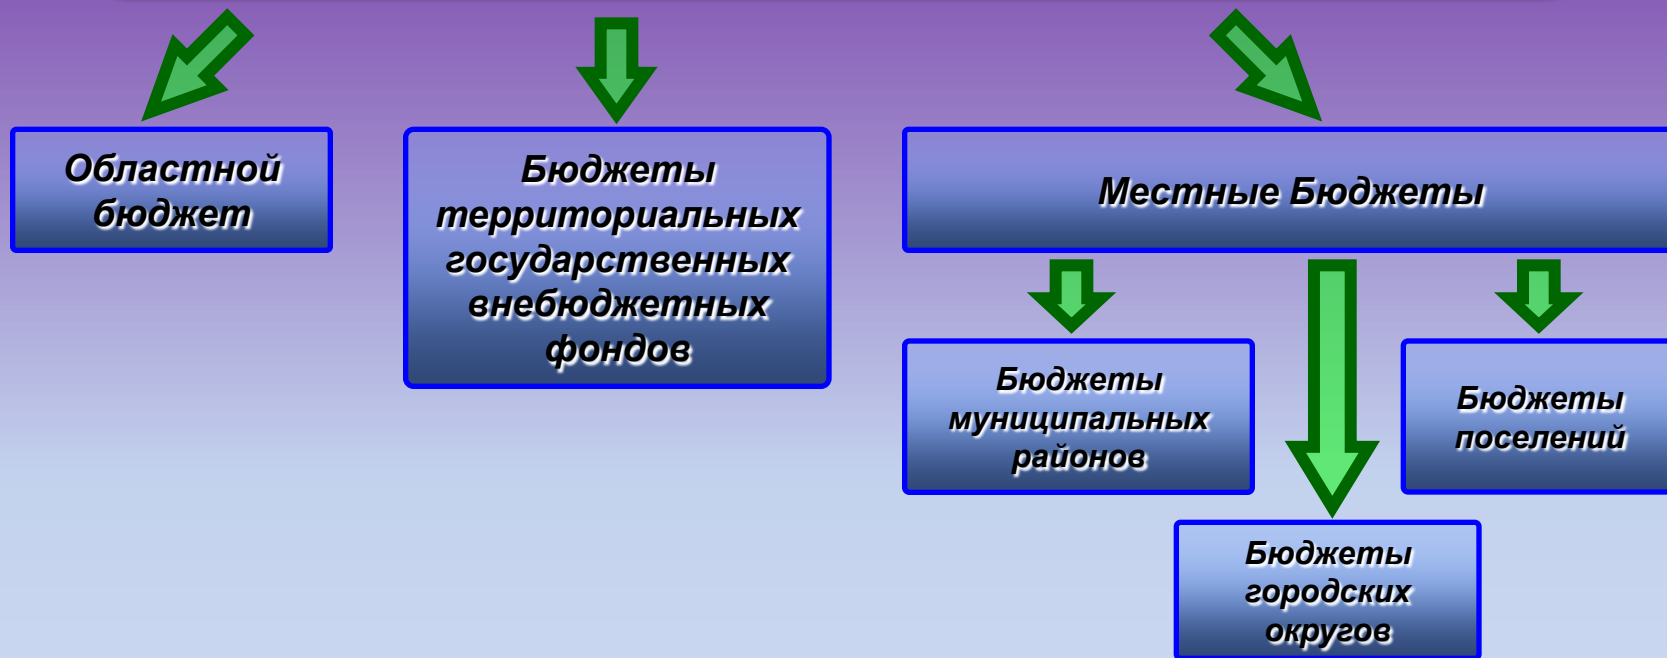 Областной
бюджет
Бюджеты
территориальных
государственных
внебюджетных
фондов
Местные Бюджеты
Бюджеты
муниципальных
районов
Бюджеты
поселений
Бюджеты
городских
округов